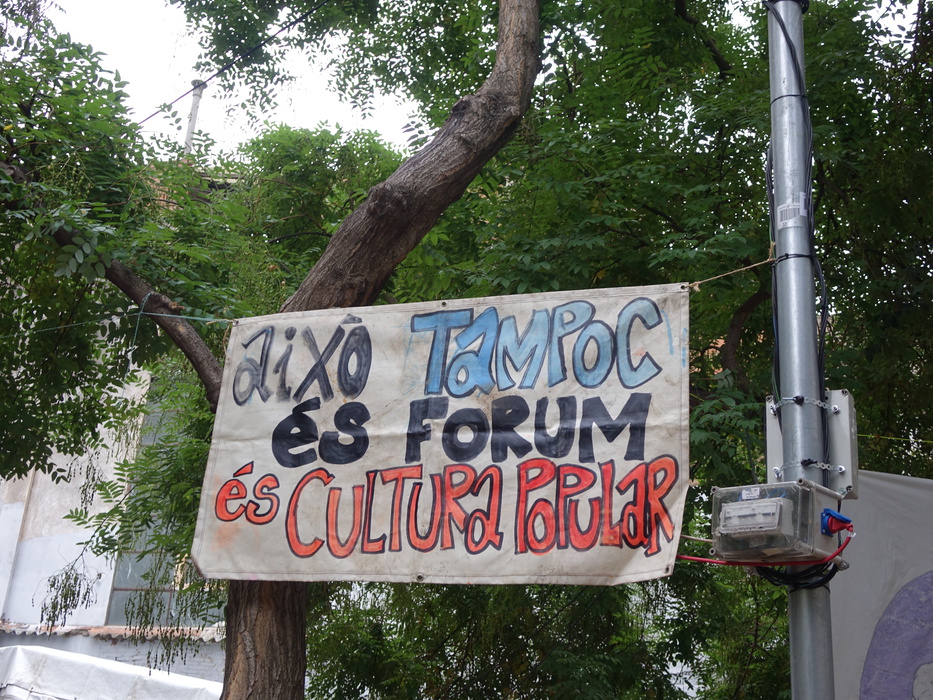 això TAMPOC
és FORUM
és CULTURA POPULAR